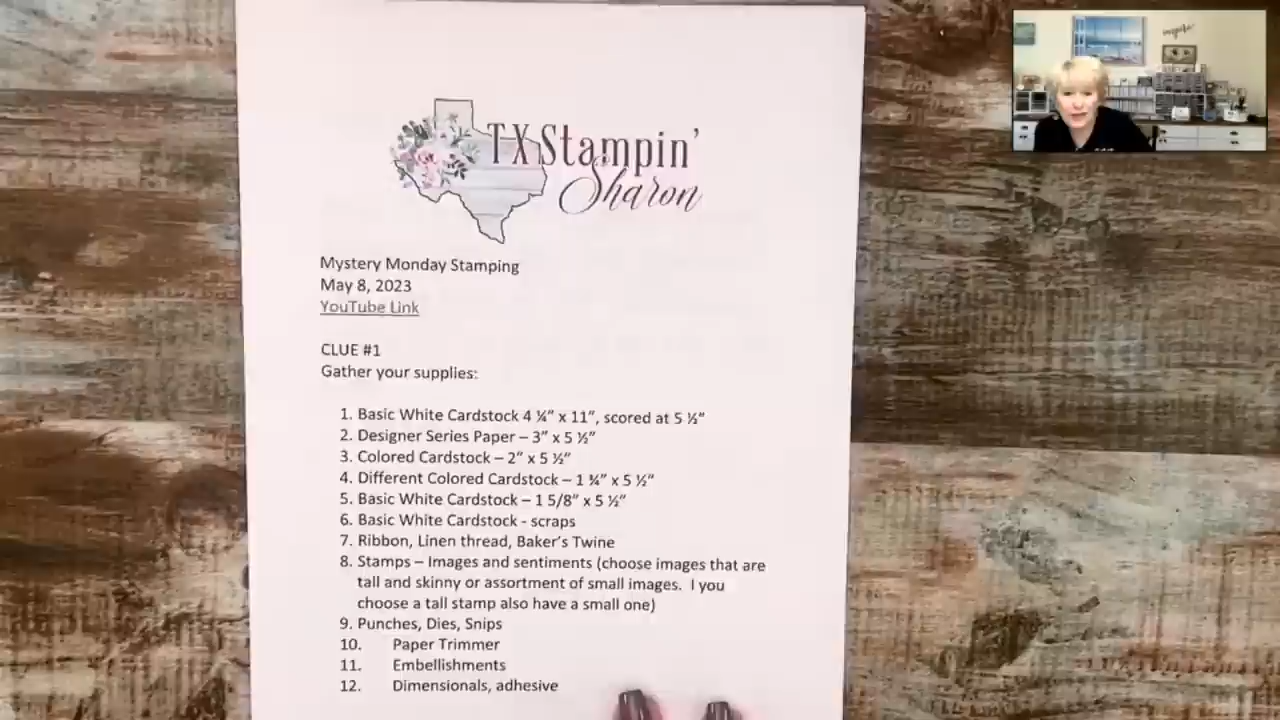 TX Stampin'
Sharon
Mystery Monday Stamping
May 8, 2023
YouTube Link
CLUE #1
Gather your supplies:
1. Basic White Cardstock 4 ¼” x 11”, scored at 5 ½”
2. Designer Series Paper – 3” x 5 ½”
3. Colored Cardstock – 2” x 5 ½”
4. Different Colored Cardstock – 1 ¾” x 5 ½”
5. Basic White Cardstock – 1 5/8” x 5 ½”
6. Basic White Cardstock - scraps
7. Ribbon, Linen thread, Baker’s Twine
8. Stamps – Images and sentiments (choose images that are
tall and skinny or assortment of small images.  I you
choose a tall stamp also have a small one)
9. Punches, Dies, Snips
10. Paper Trimmer
11. Embellishments
12. Dimensionals, adhesive
inspire